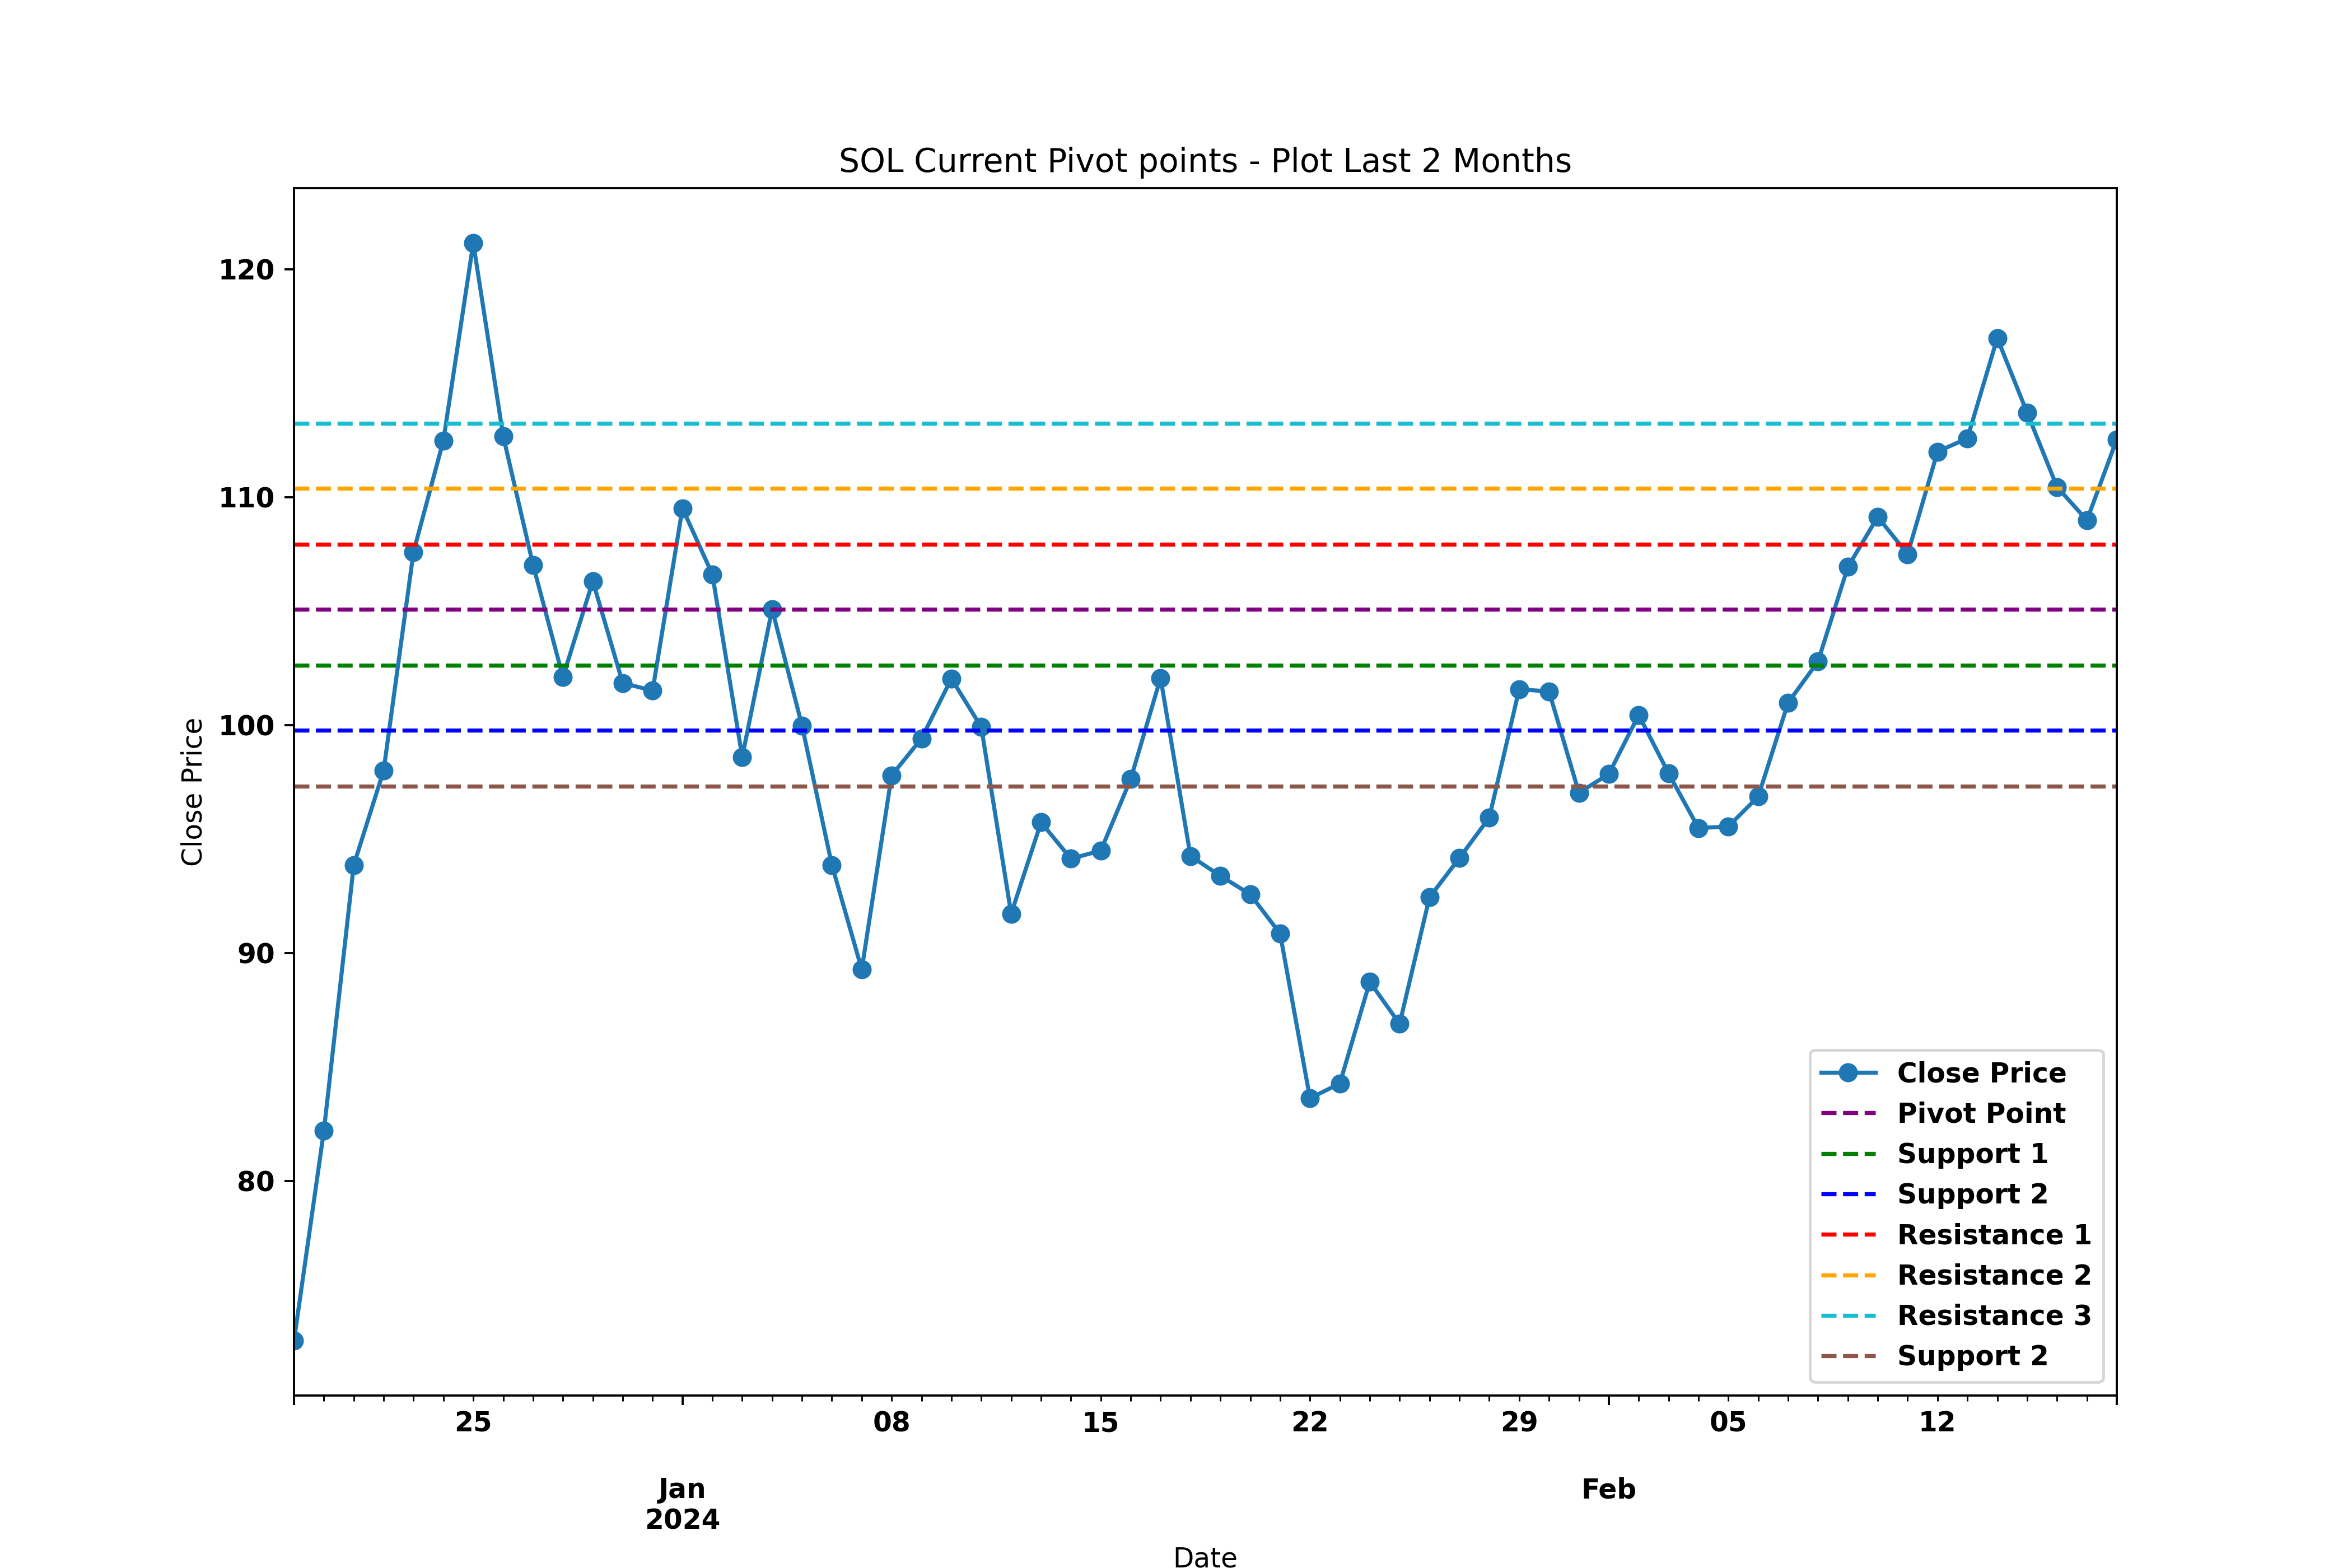 SOL Current Pivot points - Plot Last 2 Months
120
110
100
90
80
Close Price
Close Price
Pivot Point
Support 1
Support 2
Resistance 1
Resistance 2
Resistance 3
Support 2
25
08
15
22
29
05
12
Jan
2024
Feb
Date